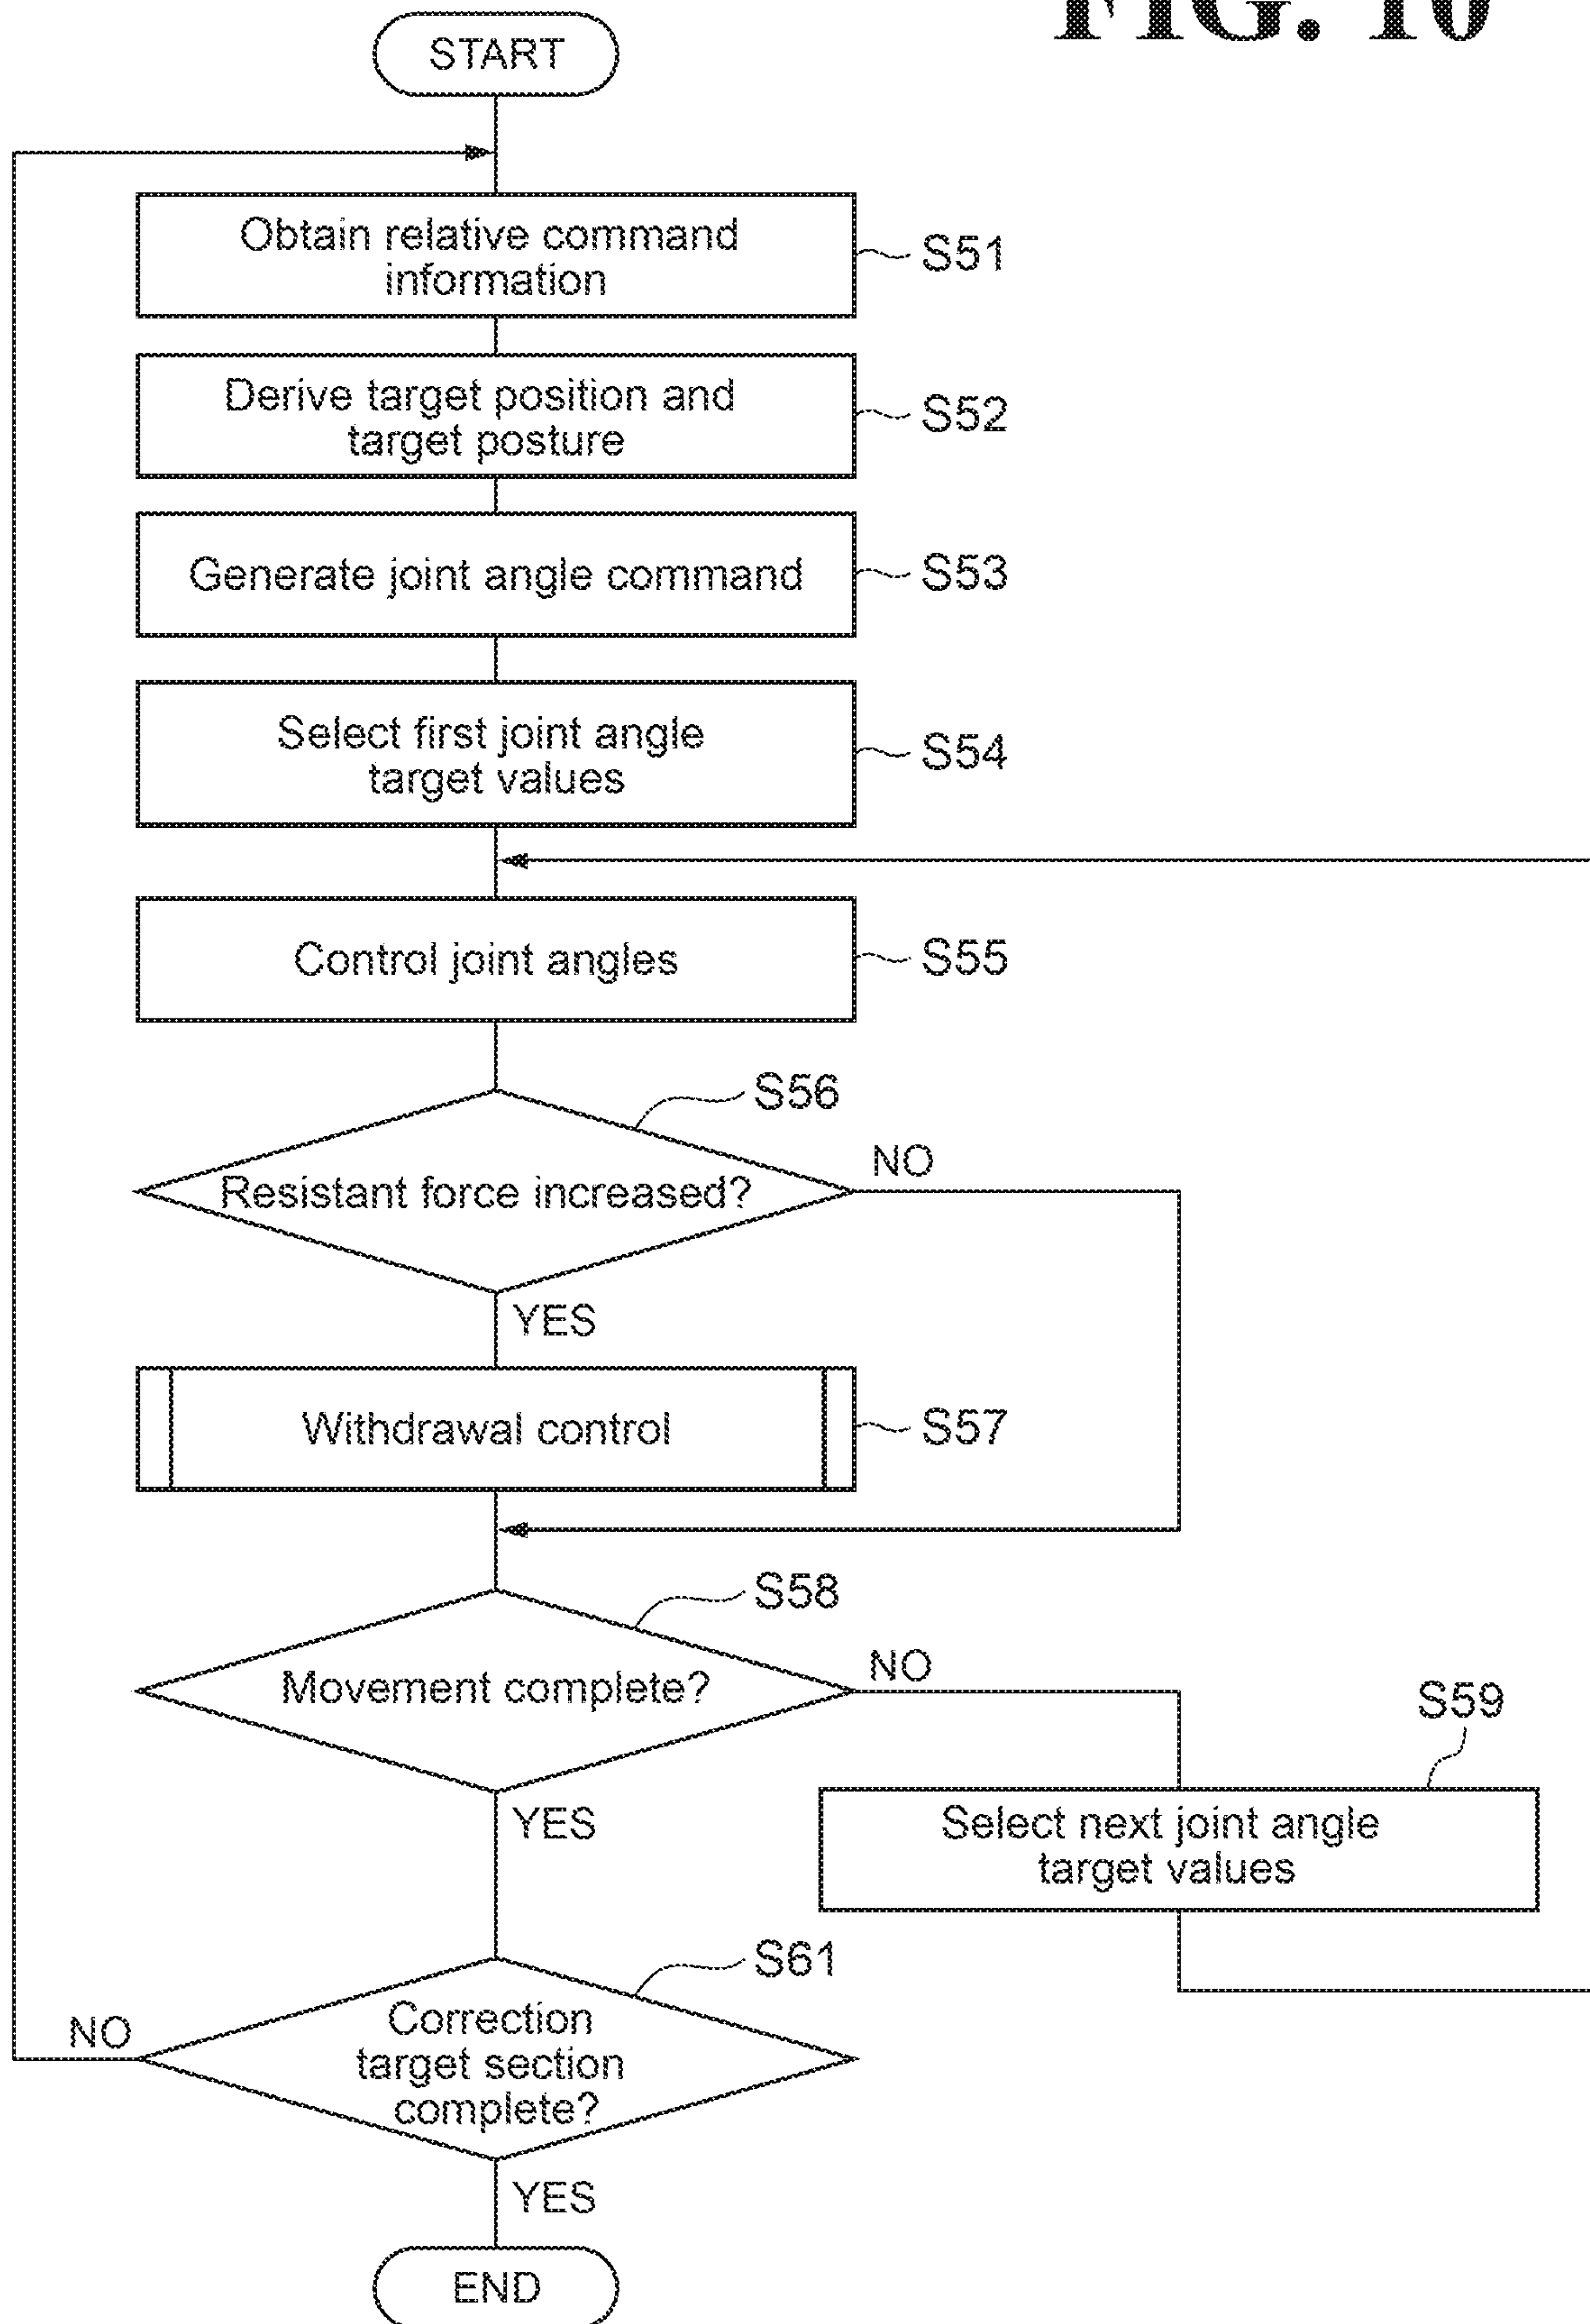 FIG. 10
START
Obtain relative command
information
S51
Derive target position and
target posture
S52
Generate joint angle command
S53
Select first joint angle
target values
S54
Control joint angles
S55
S56
Resistant force increased?
NO
YES
Withdrawal control
S57
S58
Movement complete?
NO
S59
YES
Select next joint angle
target values
S61
Correction
target section
complete?
NO
YES
END